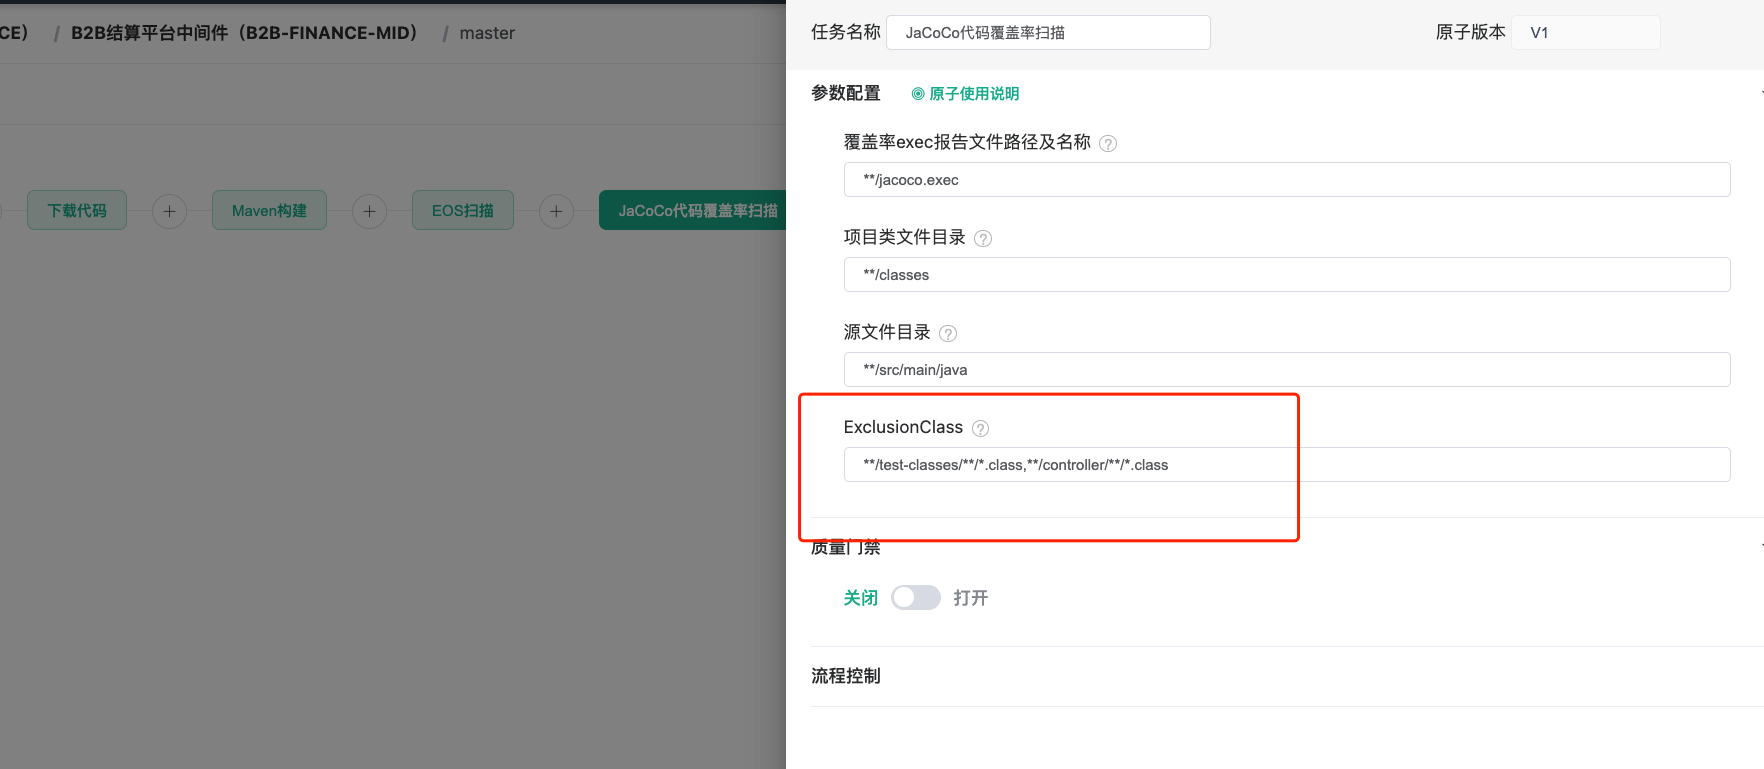 CE） / B2B结算平台中间件（B2B-FINANCE-MID） / master
下载代码
Maven构建
EOS扫描
JaCoCo代码覆盖率扫描
任务名称 JaCoCo代码覆盖率扫描 原子版本 V1
参数配置 原子使用说明
覆盖率exec报告文件路径及名称 ?
**/jacoco.exec
项目类文件目录 ?
**/classes
源文件目录 ?
**/src/main/java
ExclusionClass ?
**/test-classes/**/*.class,**/controller/**/*.class
质量门禁
关闭 打开
流程控制